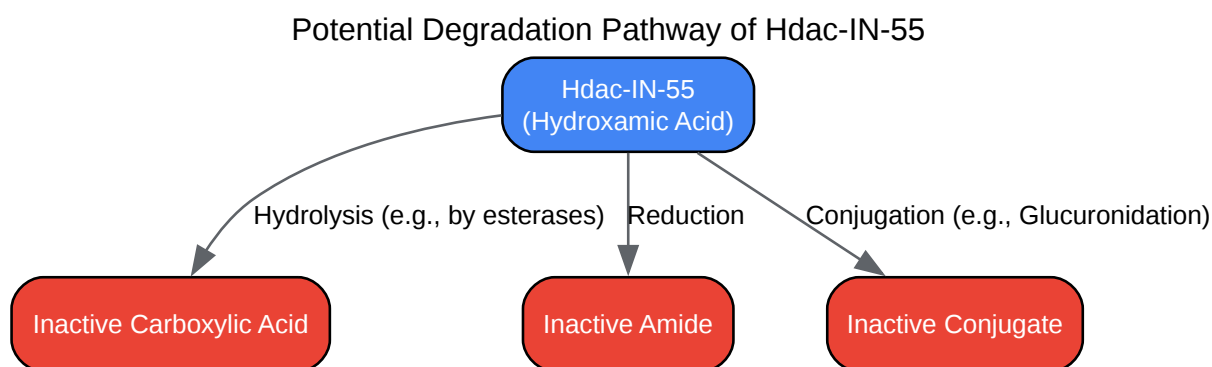 Potential Degradation Pathway of Hdac-IN-55
Hdac-IN-55
(Hydroxamic Acid)
Hydrolysis (e.g., by esterases)
Reduction
Conjugation (e.g., Glucuronidation)
Inactive Carboxylic Acid
Inactive Amide
Inactive Conjugate